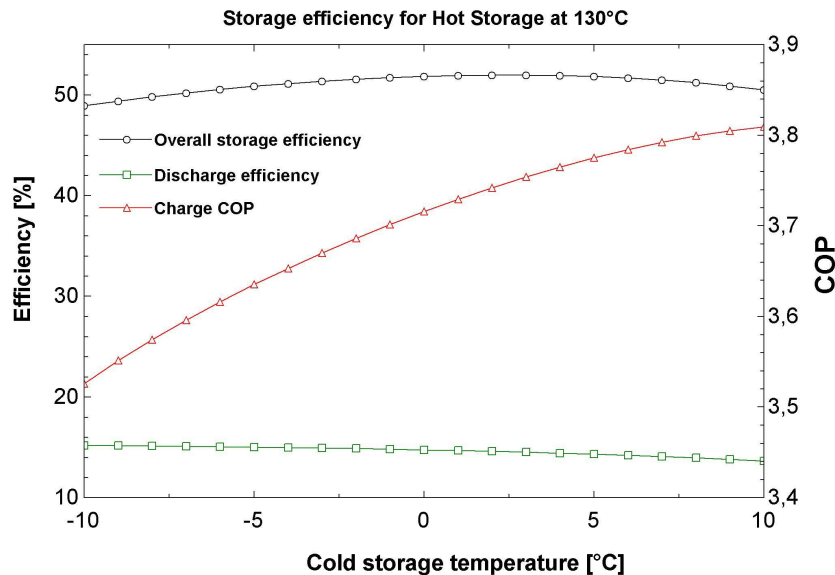 Storage efficiency for Hot Storage at 130°C
50
40
30
20
10
Efficiency [%]
Overall storage efficiency
Discharge efficiency
Charge COP
3,9
3,8
3,7
3,6
3,5
3,4
COP
-10
-5
0
5
10
Cold storage temperature [°C]